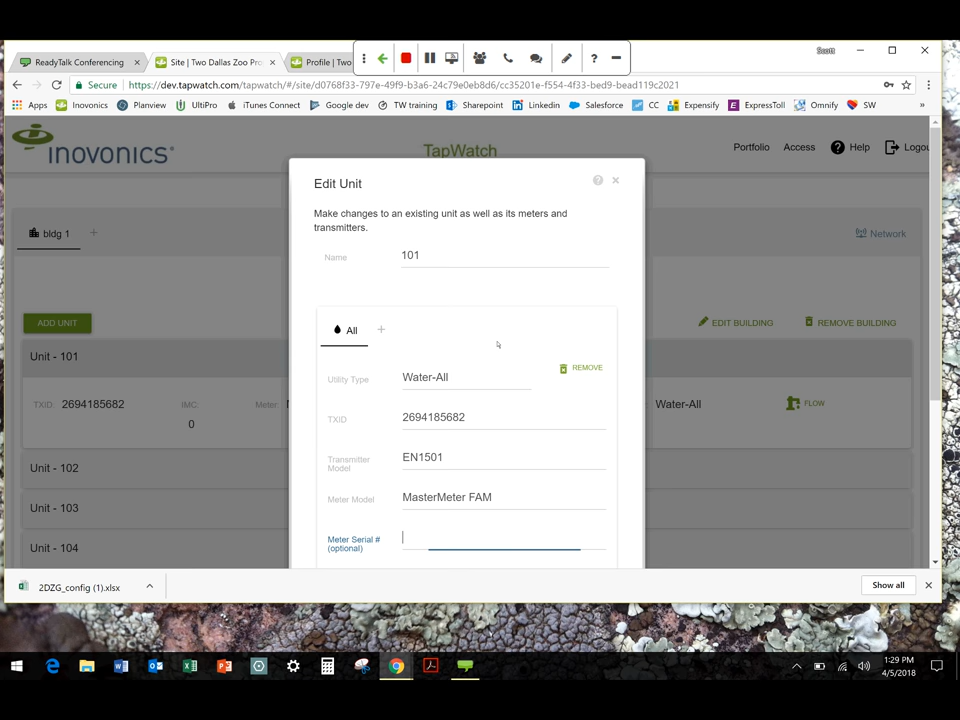 Scott
ReadyTalk Conferencing
Site | Two Dallas Zoo Pro
Profile | Two
Secure
https://dev.tapwatch.com/tapwatch/#/site/d0768f33-797e-49f9-b3a6-24c79e0eb8d6/cc35201e-f554-4f33-bed9-bead119c2021
Apps Inovonics Planview UltiPro iTunes Connect Google dev TW training Sharepoint Linkedin Salesforce CC Expensify ExpressToll Omnify SW »
inovonics
TapWatch
Portfolio Access Help Logou
Edit Unit
Make changes to an existing unit as well as its meters and
transmitters.
bldg 1 +
Network
Name 101
ADD UNIT
EDIT BUILDING REMOVE BUILDING
All +
Unit - 101
REMOVE
Utility Type Water-All
TXID: 2694185682 IMC: Meter:
0
Water-All FLOW
TXID 2694185682
Transmitter
Model
EN1501
Unit - 102
Meter Model MasterMeter FAM
Unit - 103
Meter Serial #
(optional)
Unit - 104
2DZG_config (1).xlsx
Show all
1:29 PM
4/5/2018